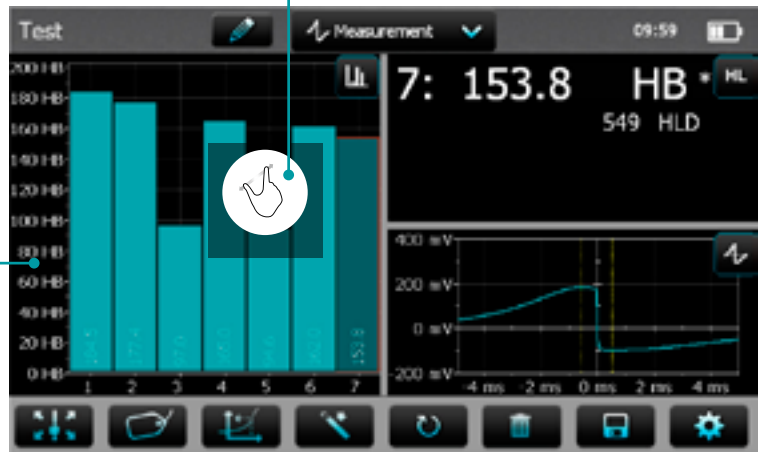 Test
Measurement
09:59
200 HB
180 HB
160 HB
140 HB
120 HB
100 HB
80 HB
60 HB
40 HB
20 HB
0 HB
153.8
1 2 3 4 5 6 7
7: 153.8 HB *
HL
549 HLD
400 mV
200 mV
0 mV
-200 mV
-4 ms -2 ms 0 ms 2 ms 4 ms